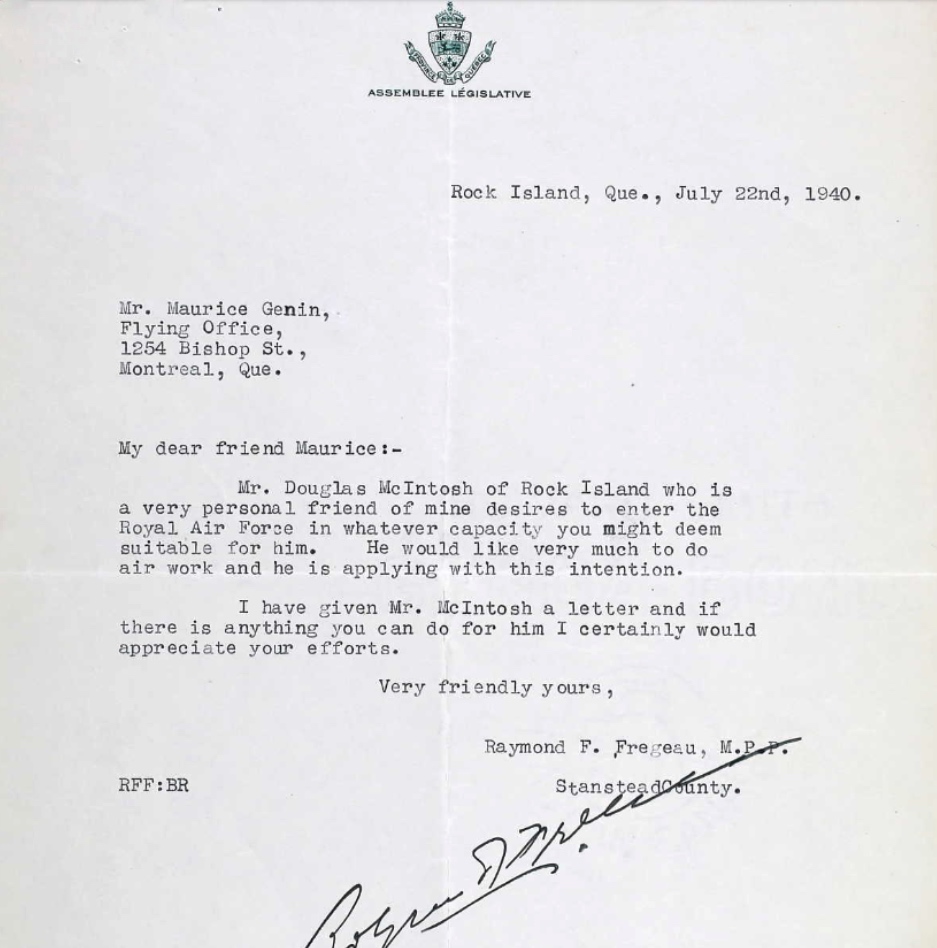 PROVINCE DE QUEBEC
ASSEMBLEE LÉGISLATIVE
Rock Island, Que., July 22nd, 1940.
Mr. Maurice Genin,
Flying Office,
1254 Bishop St.,
Montreal, Que.
My dear friend Maurice:-
Mr. Douglas McIntosh of Rock Island who is
a very personal friend of mine desires to enter the
Royal Air Force in whatever capacity you might deem
suitable for him. He would like very much to do
air work and he is applying with this intention.
I have given Mr. McIntosh a letter and if
there is anything you can do for him I certainly would
appreciate your efforts.
Very friendly yours,
Raymond F. Fregeau, M.P.P.
RFF:BR
StansteadCounty.